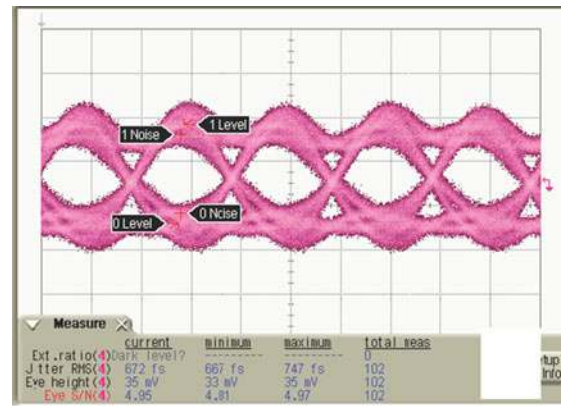 1 Level
1 Noise
0 Noise
0 Level
Measure
current minimum maximum total meas
Ext.ratio(4) Dark level? --------- --------- 0
Jitter RMS(4) 672 fs 667 fs 747 fs 102
Eye height(4) 35 mV 33 mV 35 mV 102
Eye S/N(4) 4.95 4.81 4.97 102
Info